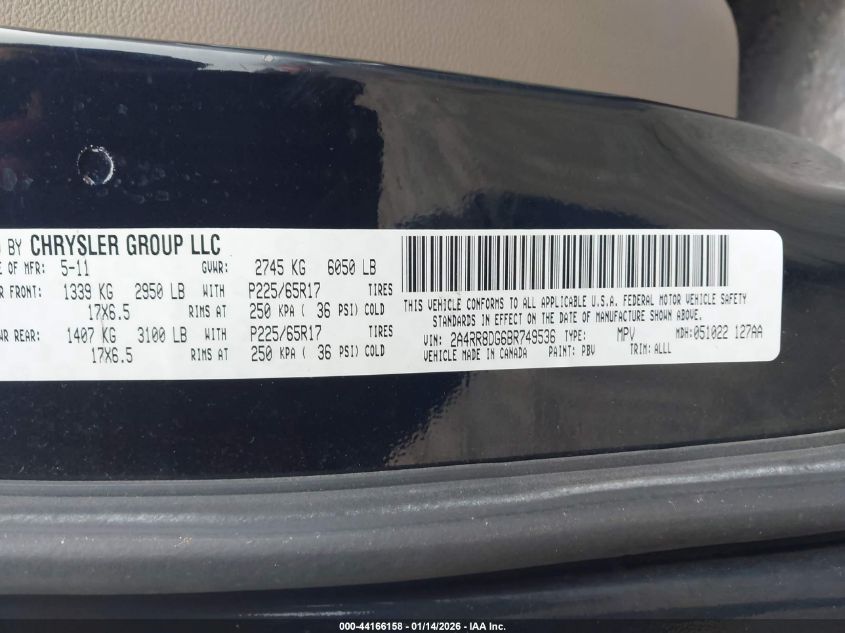 BY CHRYSLER GROUP LLC
OF MFR: 5-11 GVWR: 2745 KG 6050 LB
FRONT: 1339 KG 2950 LB WITH P225/65R17 TIRES
17X6.5 RIMS AT 250 KPA ( 36 PSI) COLD
REAR: 1407 KG 3100 LB WITH P225/65R17 TIRES
17X6.5 RIMS AT 250 KPA ( 36 PSI) COLD
THIS VEHICLE CONFORMS TO ALL APPLICABLE U.S.A. FEDERAL MOTOR VEHICLE SAFETY
STANDARDS IN EFFECT ON THE DATE OF MANUFACTURE SHOWN ABOVE.
VIN: 2A4RR8DG6BR749536 TYPE: MPV MDH:051022 127AA
VEHICLE MADE IN CANADA PAINT: PBV TRIM: ALLL
000-44166158 - 01/14/2026 - IAA Inc.